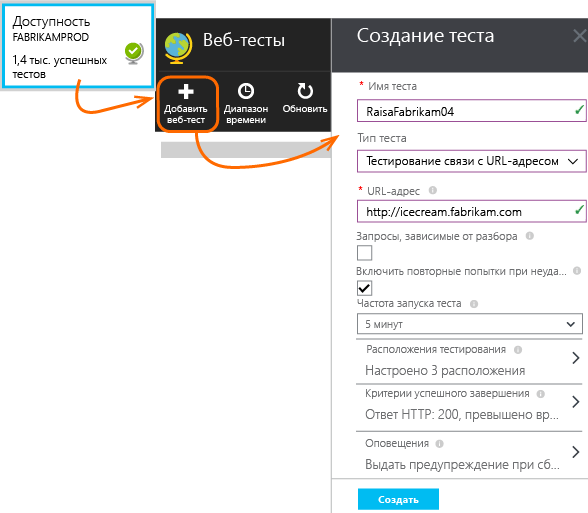 Доступность
FABRIKAMPROD
1,4 тыс. успешных
тестов
Веб-тесты
Добавить
веб-тест
Диапазон
времени
Обновить
Создание теста
* Имя теста
RaisaFabrikam04
Тип теста
Тестирование связи с URL-адресом
* URL-адрес
http://icecream.fabrikam.com
Запросы, зависимые от разбора
Включить повторные попытки при неуда...
Частота запуска теста
5 минут
Расположения тестирования
Настроено 3 расположения
Критерии успешного завершения
Ответ HTTP: 200, превышено вр...
Оповещения
Выдать предупреждение при сб...
Создать